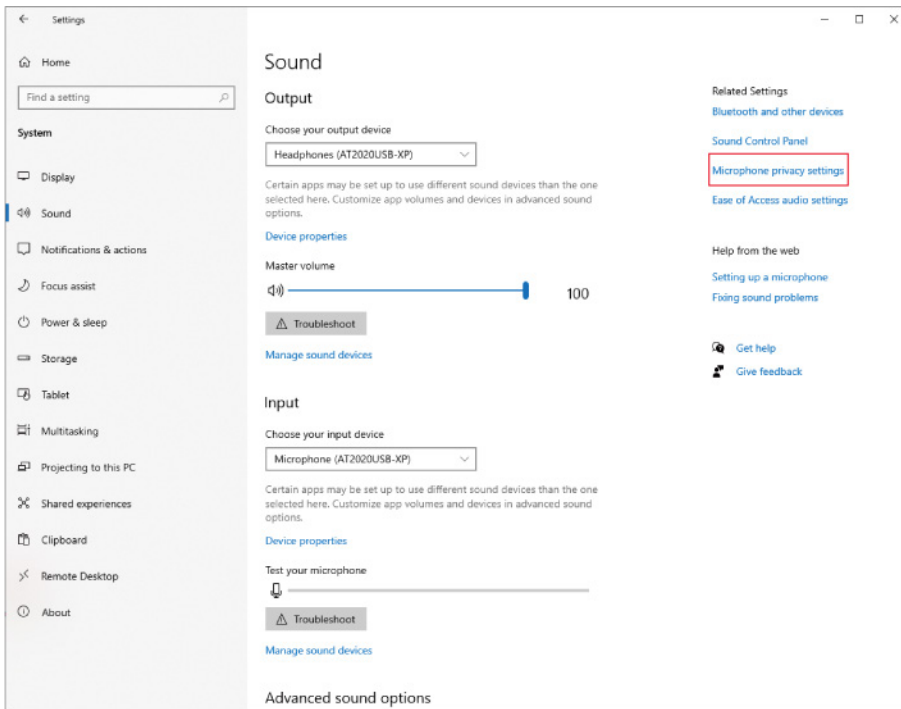 Settings
Home
Find a setting
System
Display
Sound
Notifications & actions
Focus assist
Power & sleep
Storage
Tablet
Multitasking
Projecting to this PC
Shared experiences
Clipboard
Remote Desktop
About
Sound
Output
Choose your output device
Headphones (AT2020USB-XP)
Certain apps may be set up to use different sound devices than the one
selected here. Customize app volumes and devices in advanced sound
options.
Device properties
Master volume
100
Troubleshoot
Manage sound devices
Input
Choose your input device
Microphone (AT2020USB-XP)
Certain apps may be set up to use different sound devices than the one
selected here. Customize app volumes and devices in advanced sound
options.
Device properties
Test your microphone
Troubleshoot
Manage sound devices
Advanced sound options
Related Settings
Bluetooth and other devices
Sound Control Panel
Microphone privacy settings
Ease of Access audio settings
Help from the web
Setting up a microphone
Fixing sound problems
Get help
Give feedback